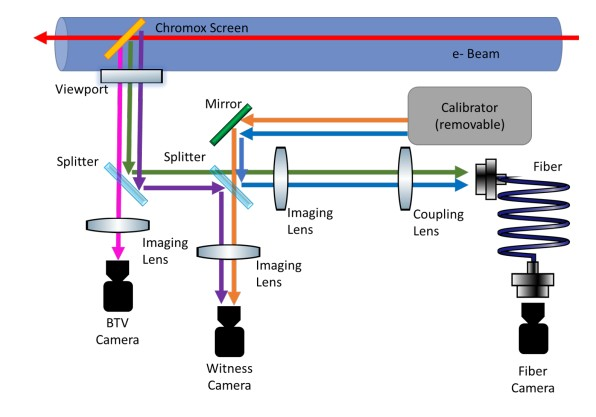 Chromox Screen
e- Beam
Viewport
Mirror
Calibrator
(removable)
Splitter
Splitter
Fiber
Imaging
Lens
Coupling
Lens
Imaging
Lens
Imaging
Lens
BTV
Camera
Witness
Camera
Fiber
Camera